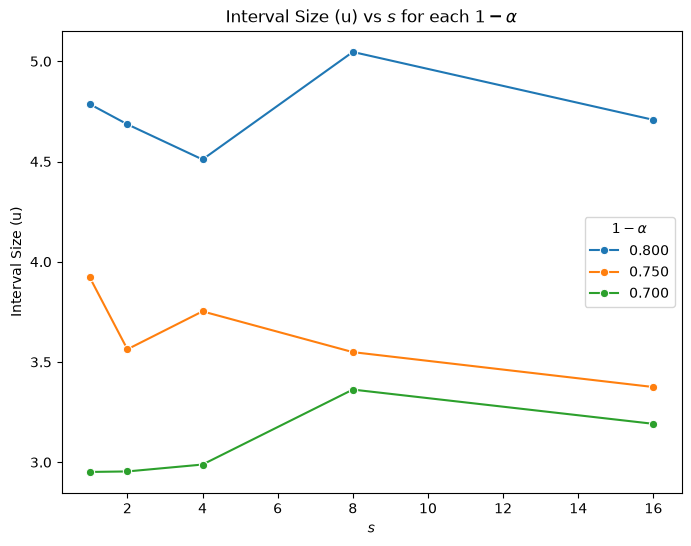 Interval Size (u) vs s for each 1 − α
Interval Size (u)
5.0
4.5
4.0
3.5
3.0
1 − α
0.800
0.750
0.700
2 4 6 8 10 12 14 16
s